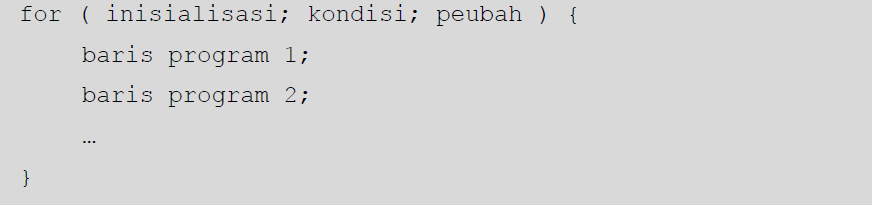 for ( inisialisasi; kondisi; peubah ) {
baris program 1;
baris program 2;
…
}